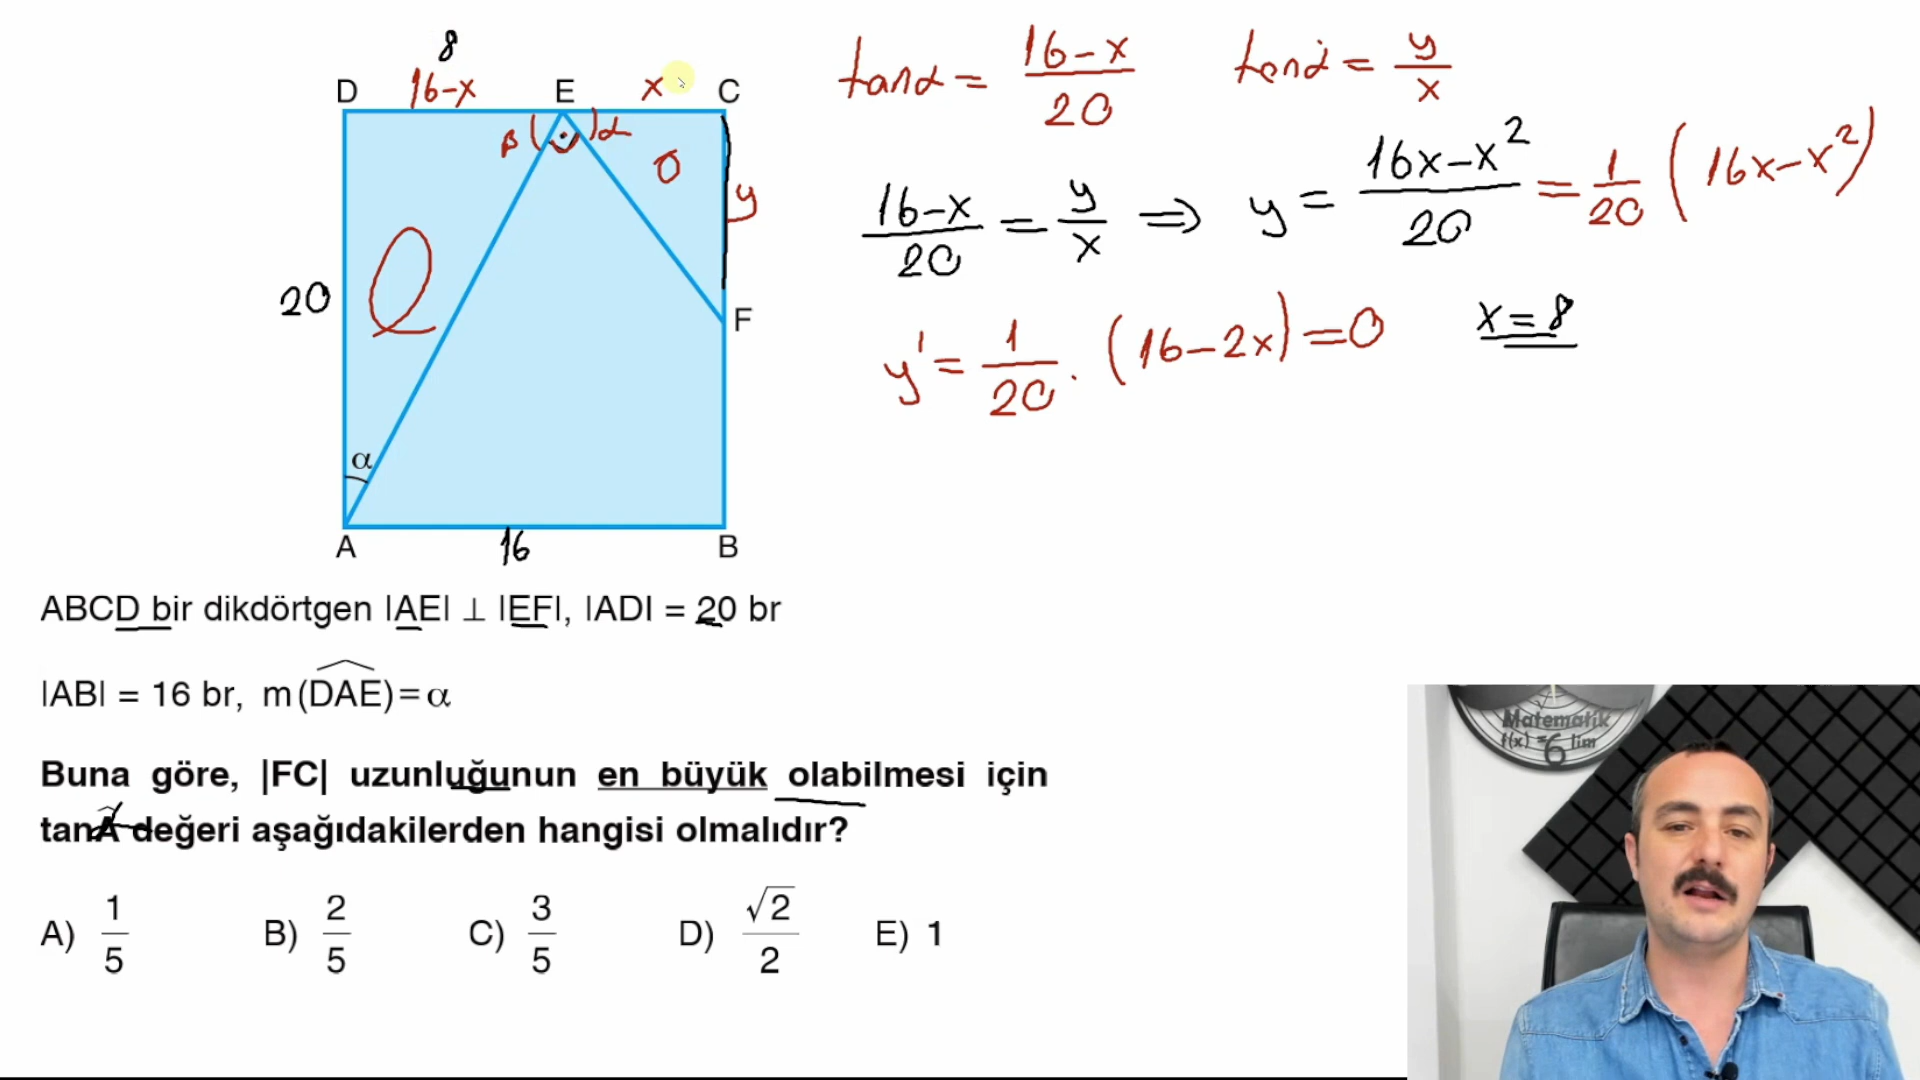 8
D 16-x E x C
β α
y
20
F
α
A 16 B
tanα = 16-x / 20
tanα = y / x
16-x / 20 = y / x ⇒ y = 16x-x² / 20 = 1/20 (16x-x²)
y' = 1/20 . (16-2x) = 0
x = 8
ABCD bir dikdörtgen |AE| ⊥ |EF|, |AD| = 20 br
|AB| = 16 br, m(DAE) = α
Buna göre, |FC| uzunluğunun en büyük olabilmesi için
tanA değeri aşağıdakilerden hangisi olmalıdır?
A) 1/5 B) 2/5 C) 3/5 D) √2/2 E) 1
Matematik
f(x) = 6 lim